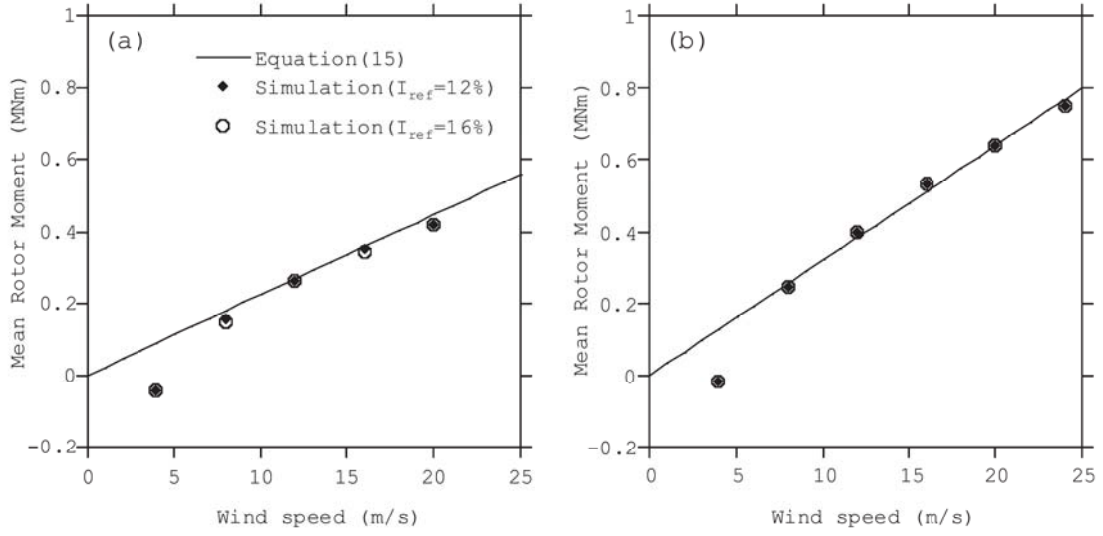 (a)
Equation(15)
Simulation(I_ref=12%)
Simulation(I_ref=16%)
Mean Rotor Moment (MNm)
1
0.8
0.6
0.4
0.2
0
-0.2
0 5 10 15 20 25
Wind speed (m/s)
(b)
Mean Rotor Moment (MNm)
1
0.8
0.6
0.4
0.2
0
-0.2
0 5 10 15 20 25
Wind speed (m/s)